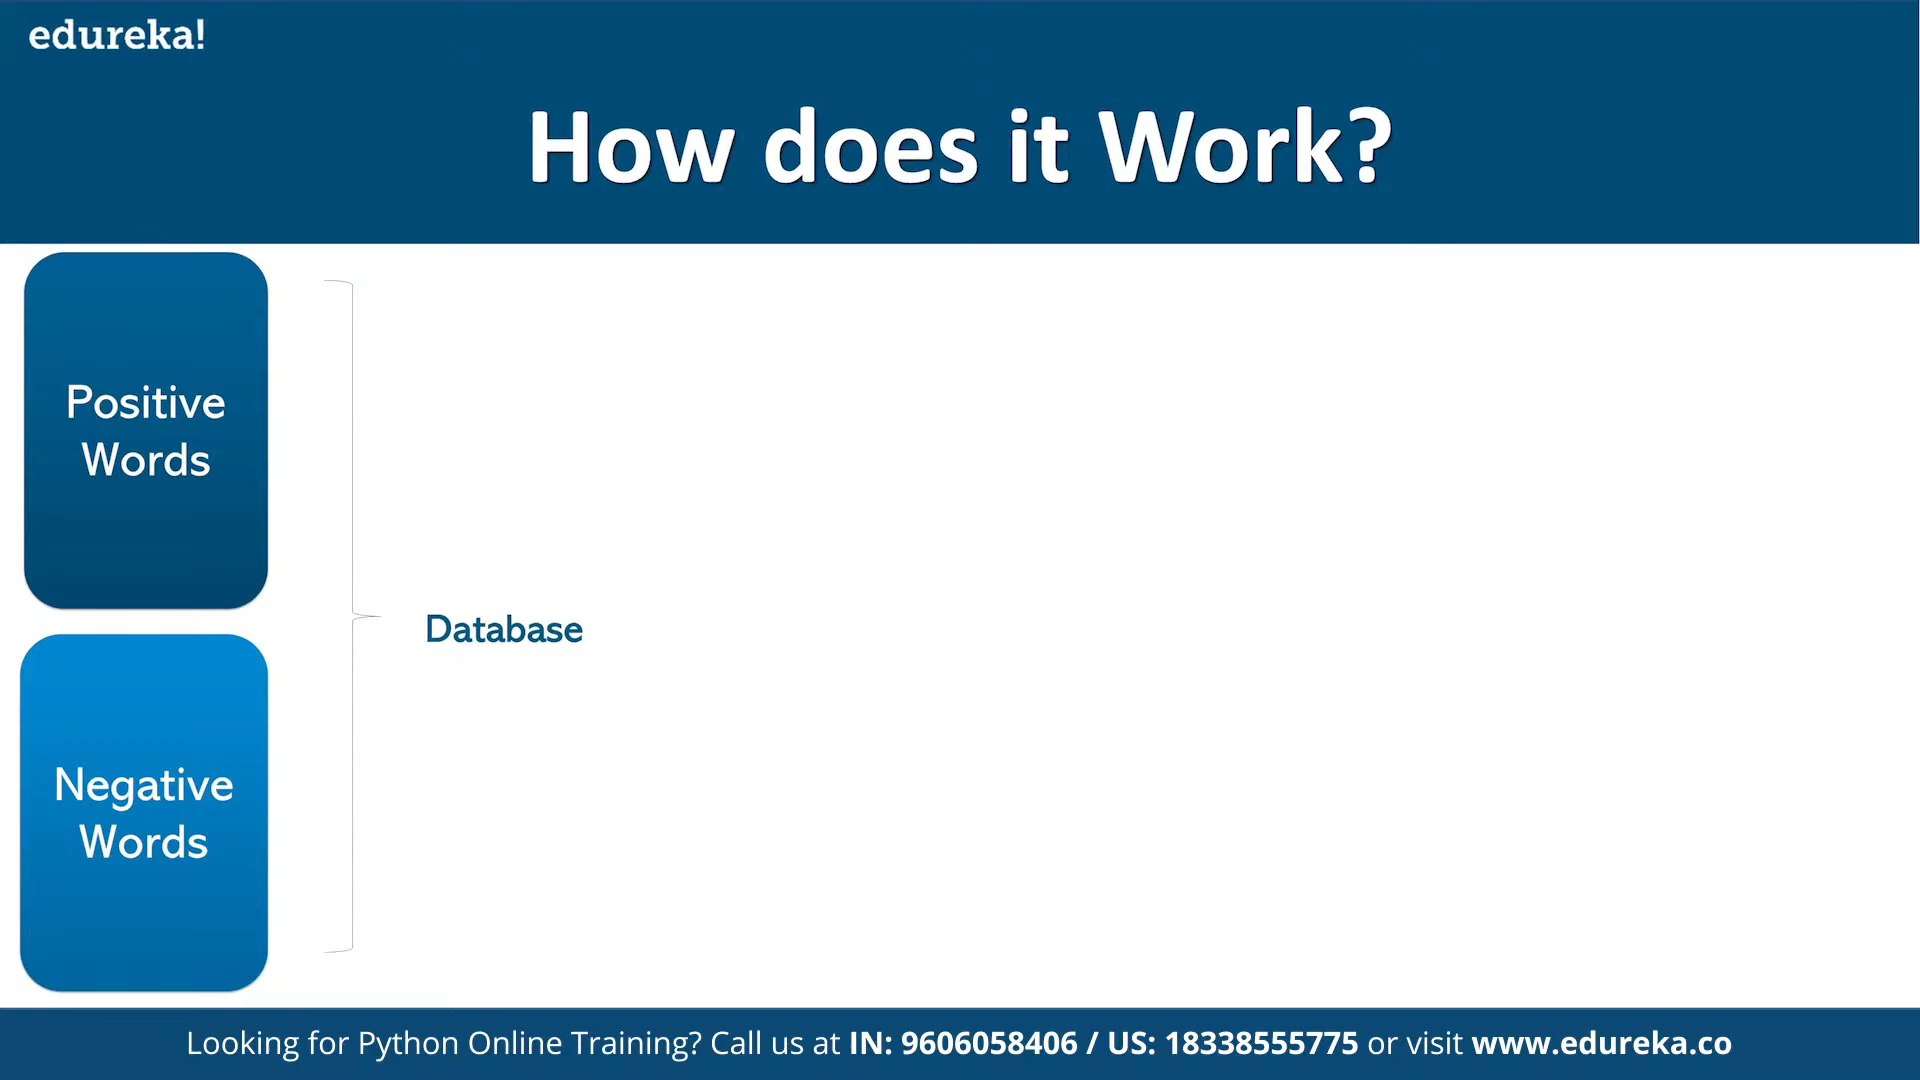 edureka!
How does it Work?
Positive
Words
Database
Negative
Words
Looking for Python Online Training? Call us at IN: 9606058406 / US: 18338555775 or visit www.edureka.co